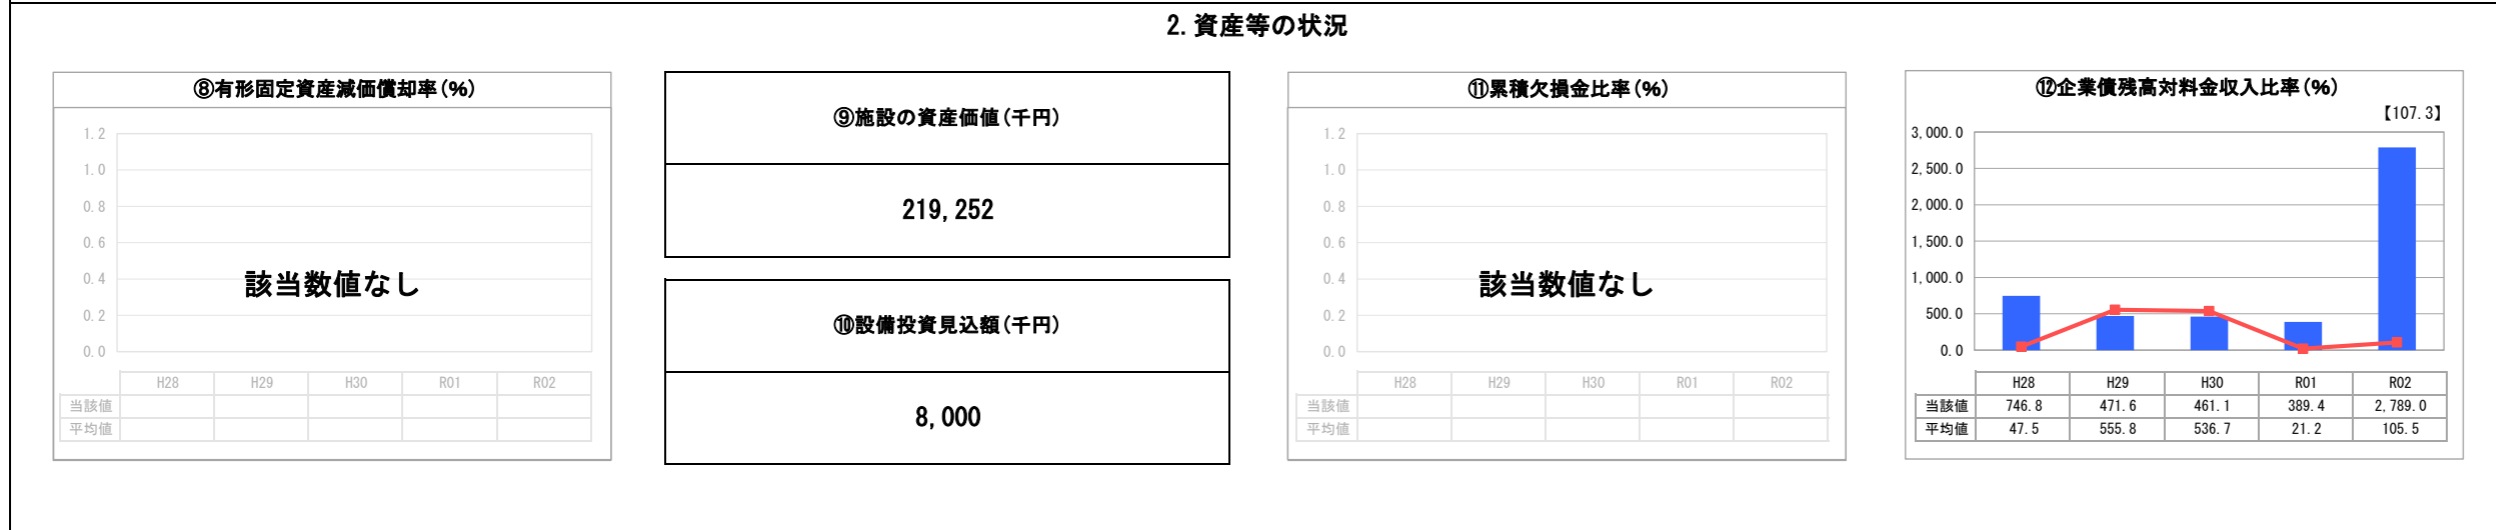 2.資産等の状況
⑧有形固定資産減価償却率(%)
1.2
1.0
0.8
0.6
0.4
0.2
0.0
該当数値なし
H28 H29 H30 R01 R02
当該値
平均値
⑨施設の資産価値(千円)
219,252
⑩設備投資見込額(千円)
8,000
⑪累積欠損金比率(%)
1.2
1.0
0.8
0.6
0.4
0.2
0.0
該当数値なし
H28 H29 H30 R01 R02
当該値
平均値
⑫企業債残高対料金収入比率(%)
【107.3】
3,000.0
2,500.0
2,000.0
1,500.0
1,000.0
500.0
0.0
H28 H29 H30 R01 R02
当該値 746.8 471.6 461.1 389.4 2,789.0
平均値 47.5 555.8 536.7 21.2 105.5